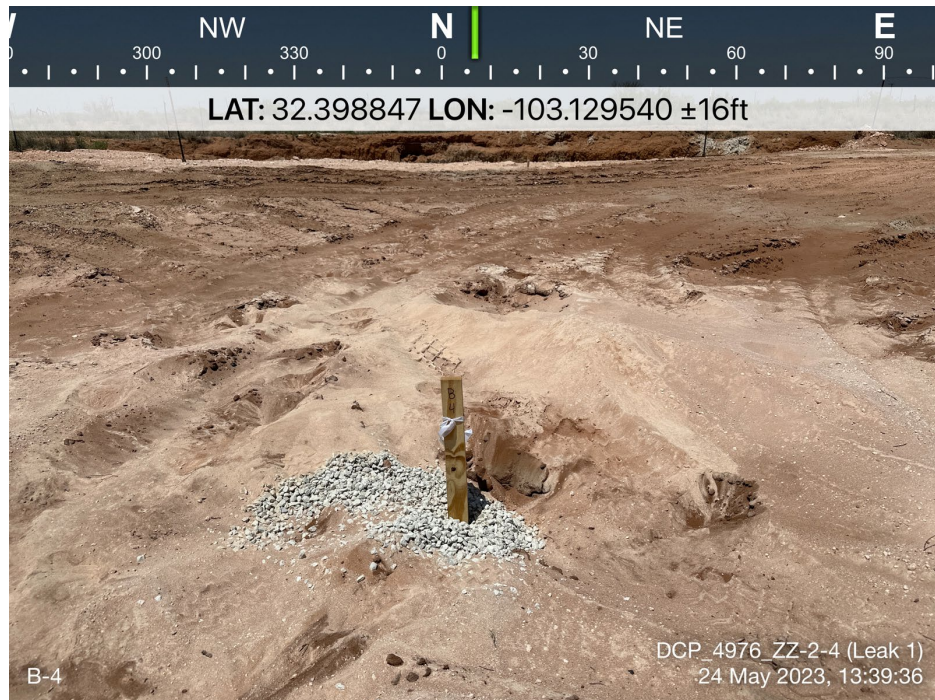 NW N NE E
300 330 0 30 60 90
LAT: 32.398847 LON: -103.129540 ±16ft
B
4
DCP_4976_ZZ-2-4 (Leak 1)
B-4 24 May 2023, 13:39:36